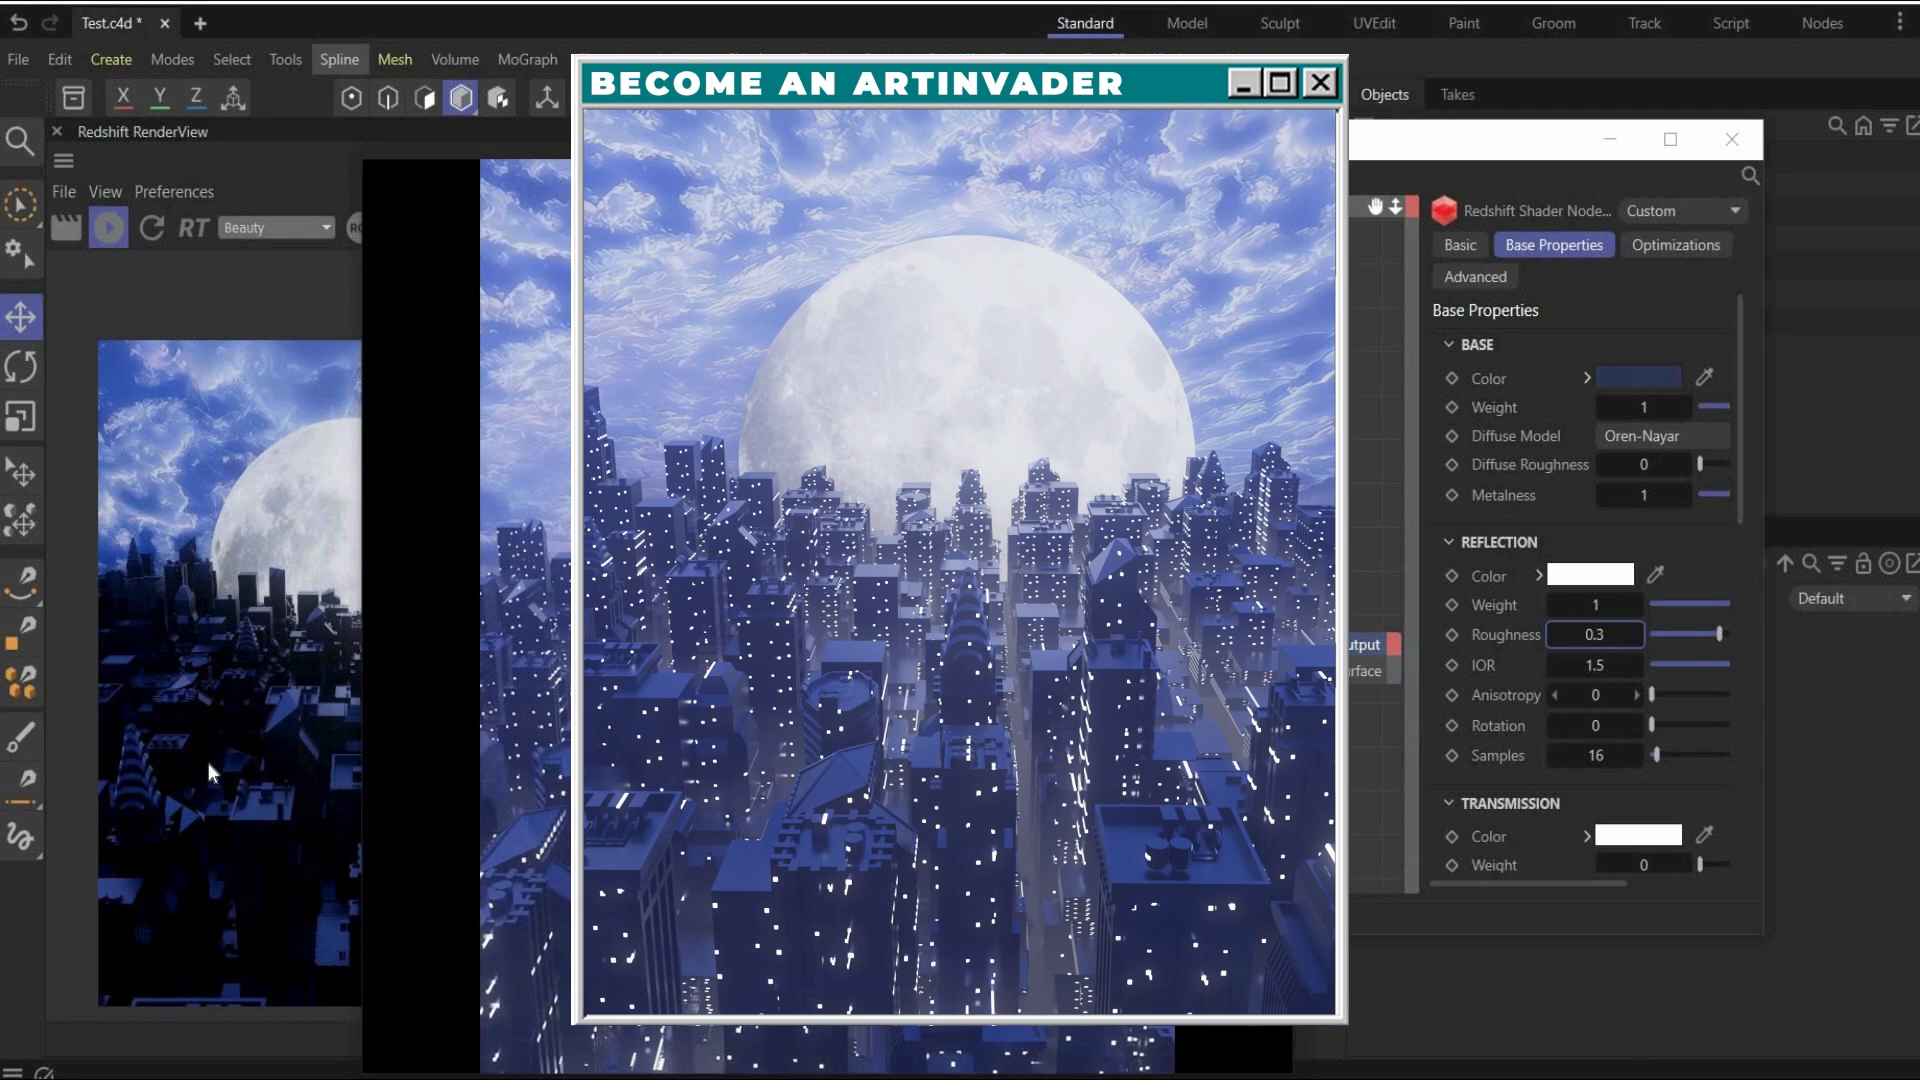 Test.c4d *
Standard
Model
Sculpt
UVEdit
Paint
Groom
Track
Script
Nodes
File
Edit
Create
Modes
Select
Tools
Spline
Mesh
Volume
MoGraph
BECOME AN ARTINVADER
Objects
Takes
X
Y
Z
Redshift RenderView
File
View
Preferences
RT
Beauty
Redshift Shader Node...
Custom
Basic
Base Properties
Optimizations
Advanced
Base Properties
BASE
Color
Weight
1
Diffuse Model
Oren-Nayar
Diffuse Roughness
0
Metalness
1
REFLECTION
Color
Weight
1
Roughness
0.3
IOR
1.5
Anisotropy
0
Rotation
0
Samples
16
TRANSMISSION
Color
Weight
0
Default
utput
rface